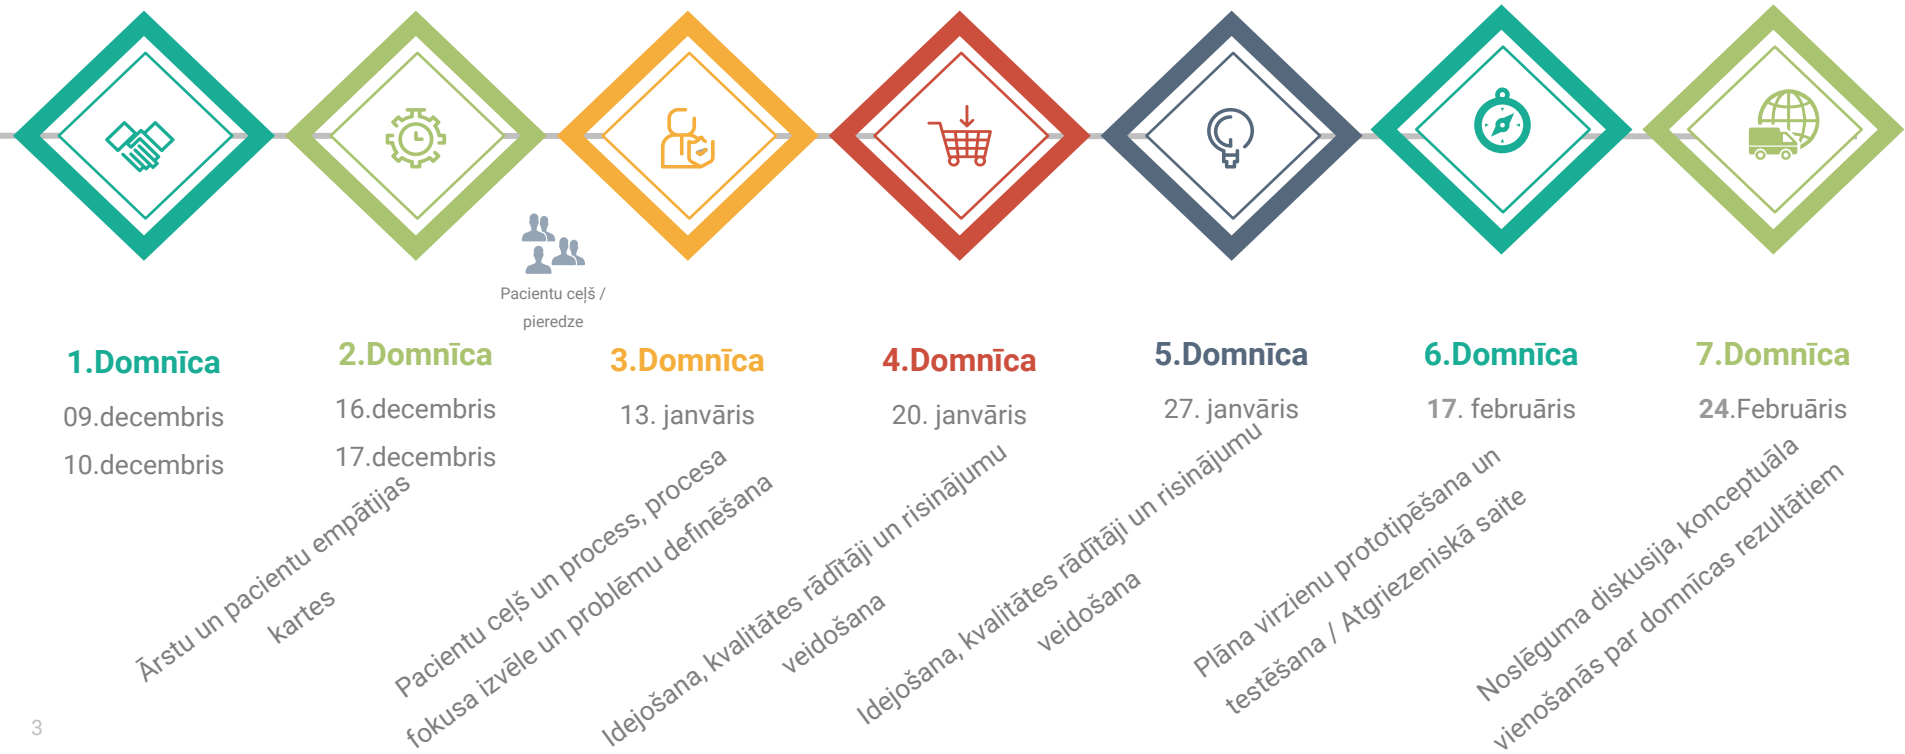 Pacientu ceļš /
pieredze
1.Domnīca
09.decembris
10.decembris
2.Domnīca
16.decembris
17.decembris
Ārstu un pacientu empātijas
kartes
3.Domnīca
13. janvāris
Pacientu ceļš un process, procesa
fokusa izvēle un problēmu definēšana
4.Domnīca
20. janvāris
Idejošana, kvalitātes rādītāji un risinājumu
veidošana
5.Domnīca
27. janvāris
Idejošana, kvalitātes rādītāji un risinājumu
veidošana
6.Domnīca
17. februāris
Plāna virzienu prototipēšana un
testēšana / Atgriezeniskā saite
7.Domnīca
24.Februāris
Noslēguma diskusija, konceptuāla
vienošanās par domnīcas rezultātiem
3